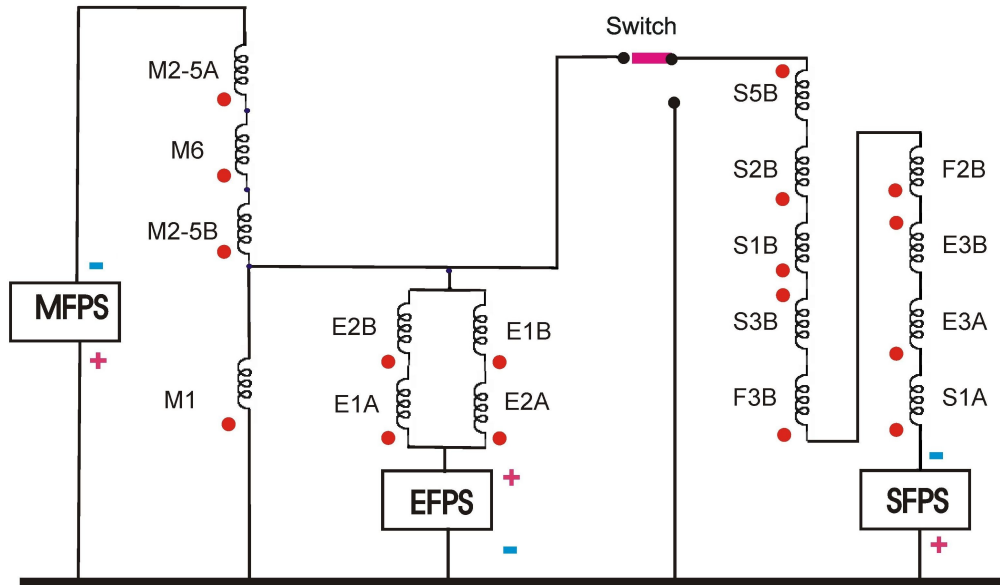 Switch
M2-5A
M6
M2-5B
MFPS
M1
E2B
E1B
E1A
E2A
EFPS
S5B
S2B
S1B
S3B
F3B
F2B
E3B
E3A
S1A
SFPS